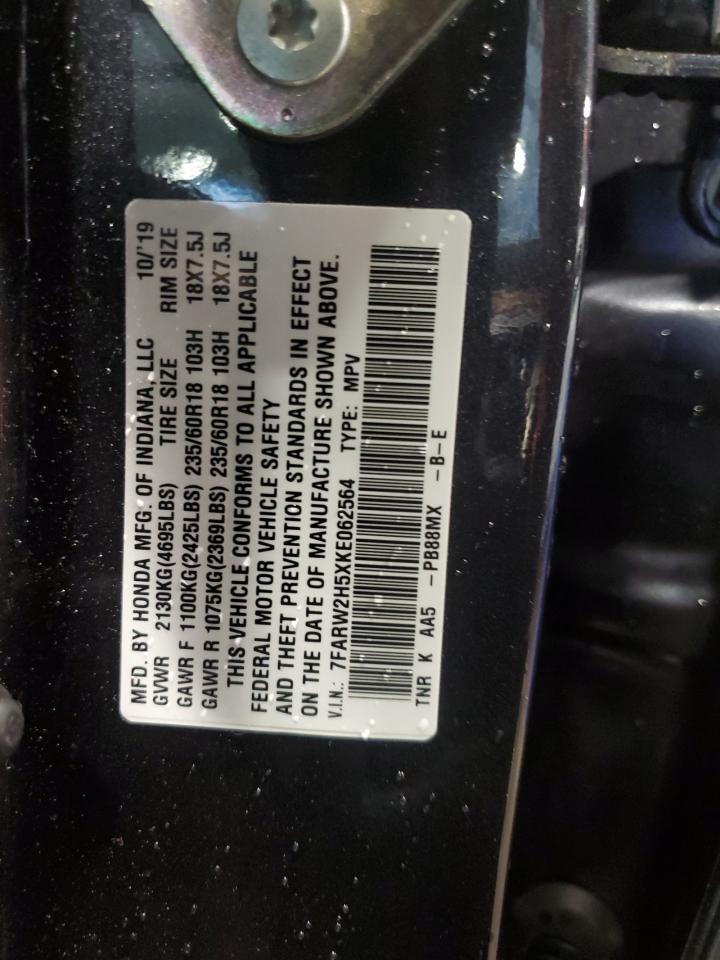 MFD. BY HONDA MFG. OF INDIANA, LLC 10/'19
GVWR 2130KG(4695LBS) TIRE SIZE RIM SIZE
GAWR F 1100KG(2425LBS) 235/60R18 103H 18X7.5J
GAWR R 1075KG(2369LBS) 235/60R18 103H 18X7.5J
THIS VEHICLE CONFORMS TO ALL APPLICABLE
FEDERAL MOTOR VEHICLE SAFETY
AND THEFT PREVENTION STANDARDS IN EFFECT
ON THE DATE OF MANUFACTURE SHOWN ABOVE.
V.I.N.: 7FARW2H5XKE062564 TYPE: MPV
TNR K AA5 -PB88MX -B-E